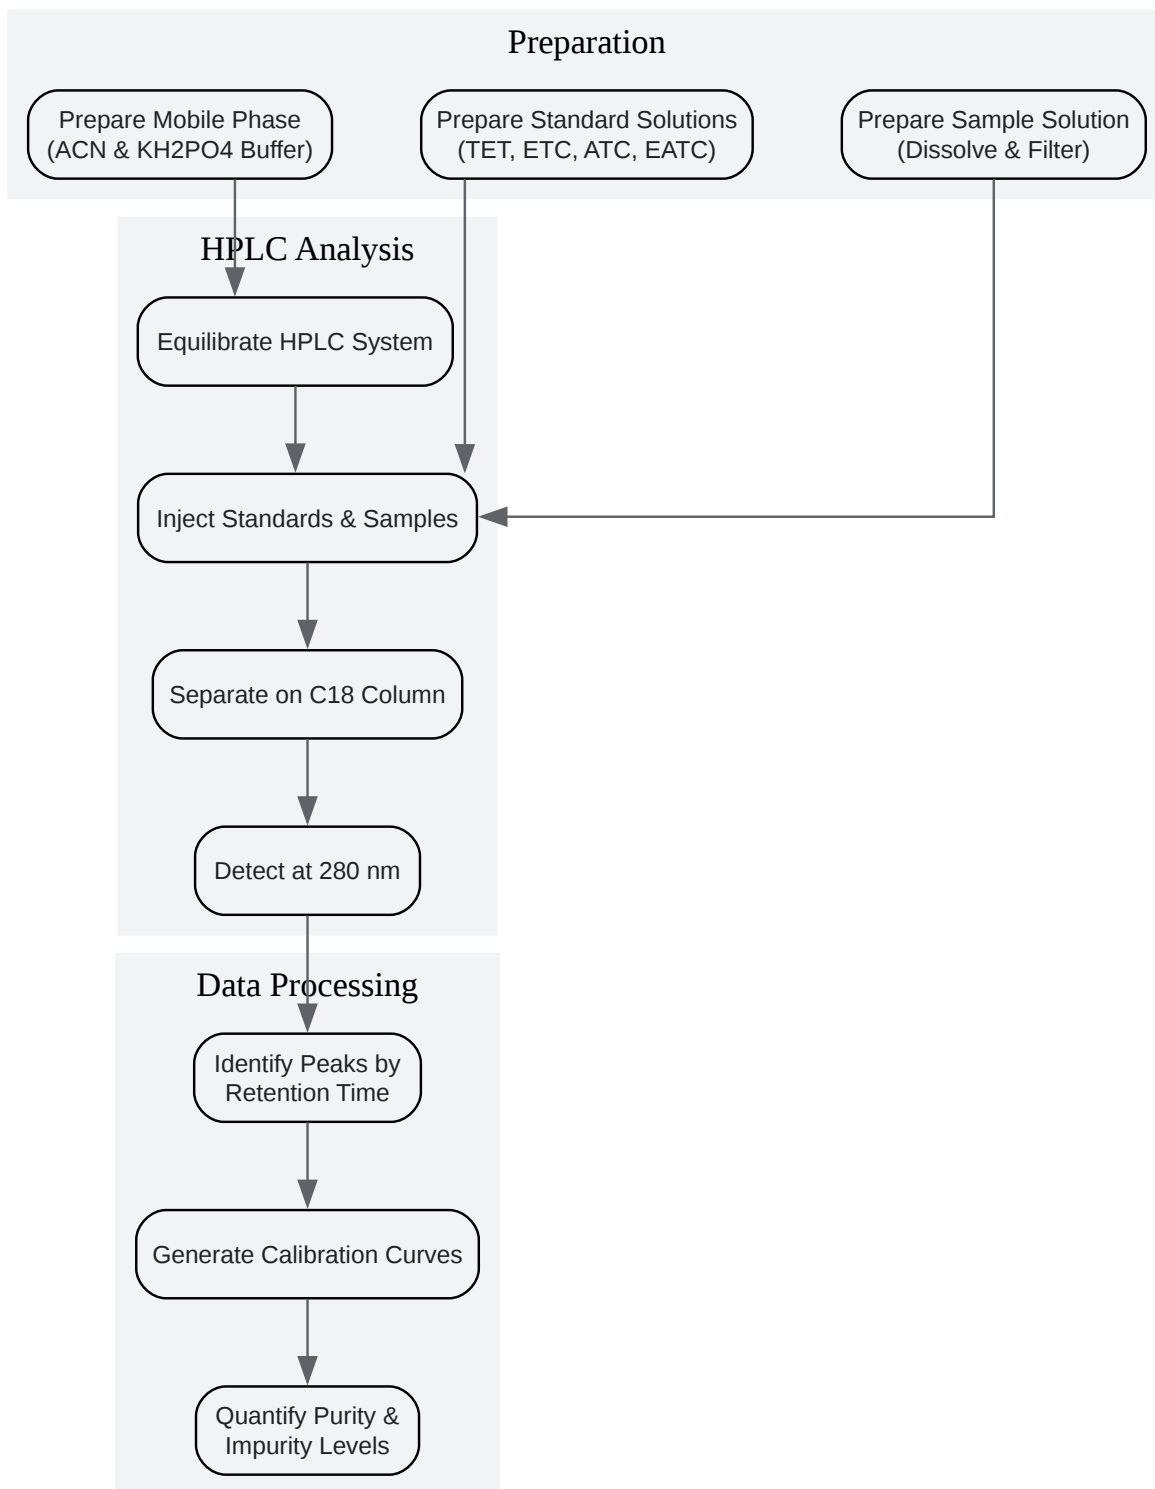 Preparation
Prepare Mobile Phase
(ACN & KH2PO4 Buffer)
Prepare Standard Solutions
(TET, ETC, ATC, EATC)
Prepare Sample Solution
(Dissolve & Filter)
HPLC Analysis
Equilibrate HPLC System
Inject Standards & Samples
Separate on C18 Column
Detect at 280 nm
Data Processing
Identify Peaks by
Retention Time
Generate Calibration Curves
Quantify Purity &
Impurity Levels